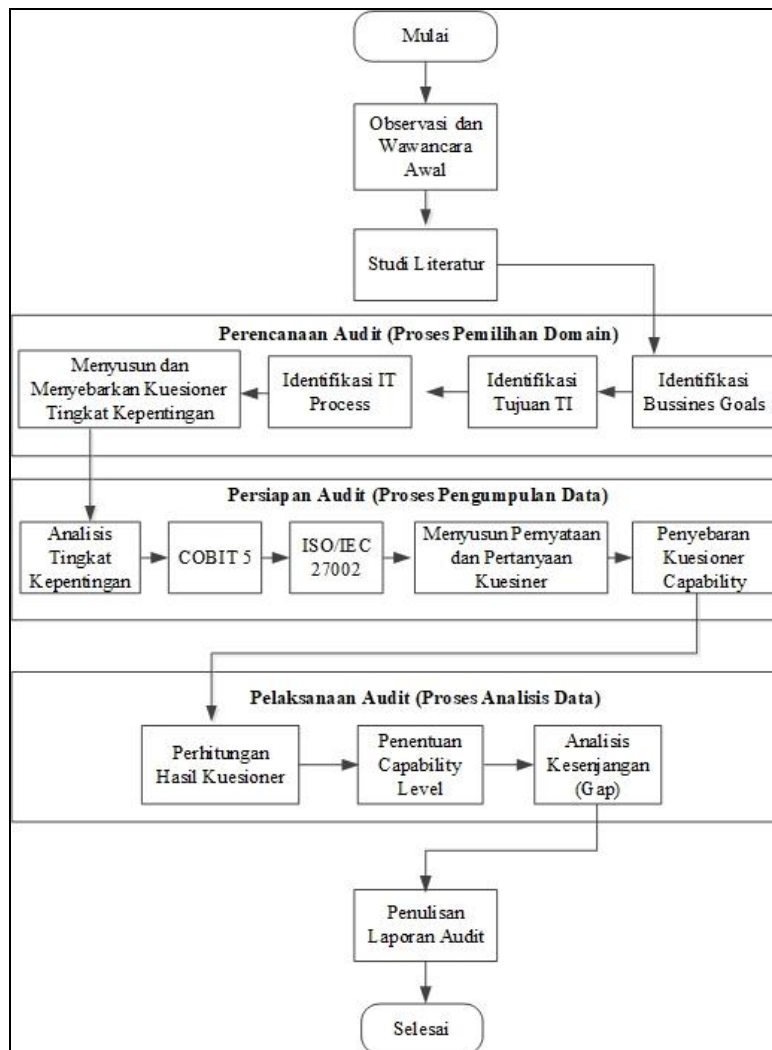 Mulai
Observasi dan
Wawancara
Awal
Studi Literatur
Perencanaan Audit (Proses Pemilihan Domain)
Identifikasi
Bussines Goals
Identifikasi
Tujuan TI
Identifikasi IT
Process
Menyusun dan
Menyebarkan Kuesioner
Tingkat Kepentingan
Persiapan Audit (Proses Pengumpulan Data)
Analisis
Tingkat
Kepentingan
COBIT 5
ISO/IEC
27002
Menyusun Pernyataan
dan Pertanyaan
Kuesiner
Penyebaran
Kuesioner
Capability
Pelaksanaan Audit (Proses Analisis Data)
Perhitungan
Hasil Kuesioner
Penentuan
Capability
Level
Analisis
Kesenjangan
(Gap)
Penulisan
Laporan Audit
Selesai